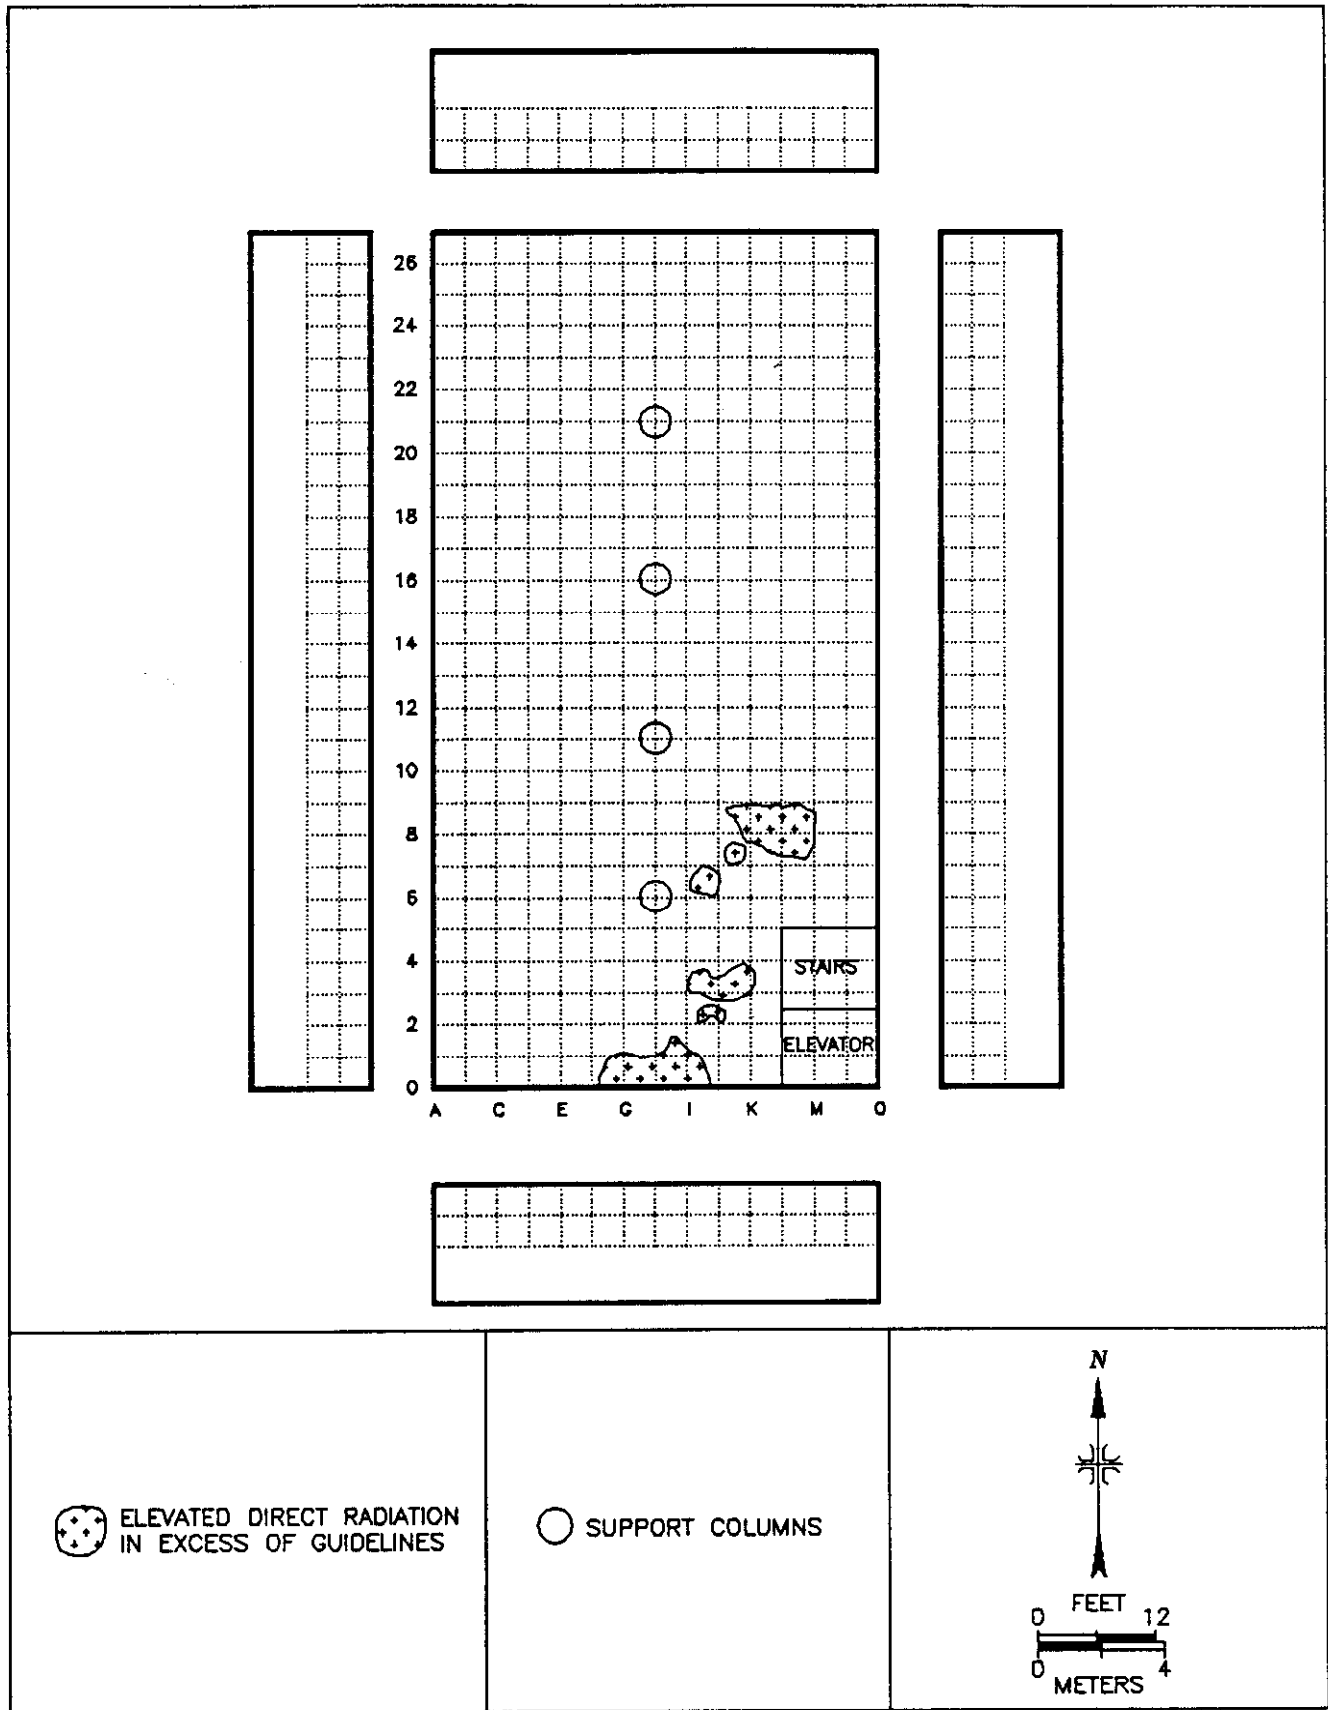 26
24
22
20
18
16
14
12
10
8
6
4
2
0
STAIRS
ELEVATOR
A C E G I K M O
ELEVATED DIRECT RADIATION
IN EXCESS OF GUIDELINES
SUPPORT COLUMNS
N
FEET
0 12
0 4
METERS